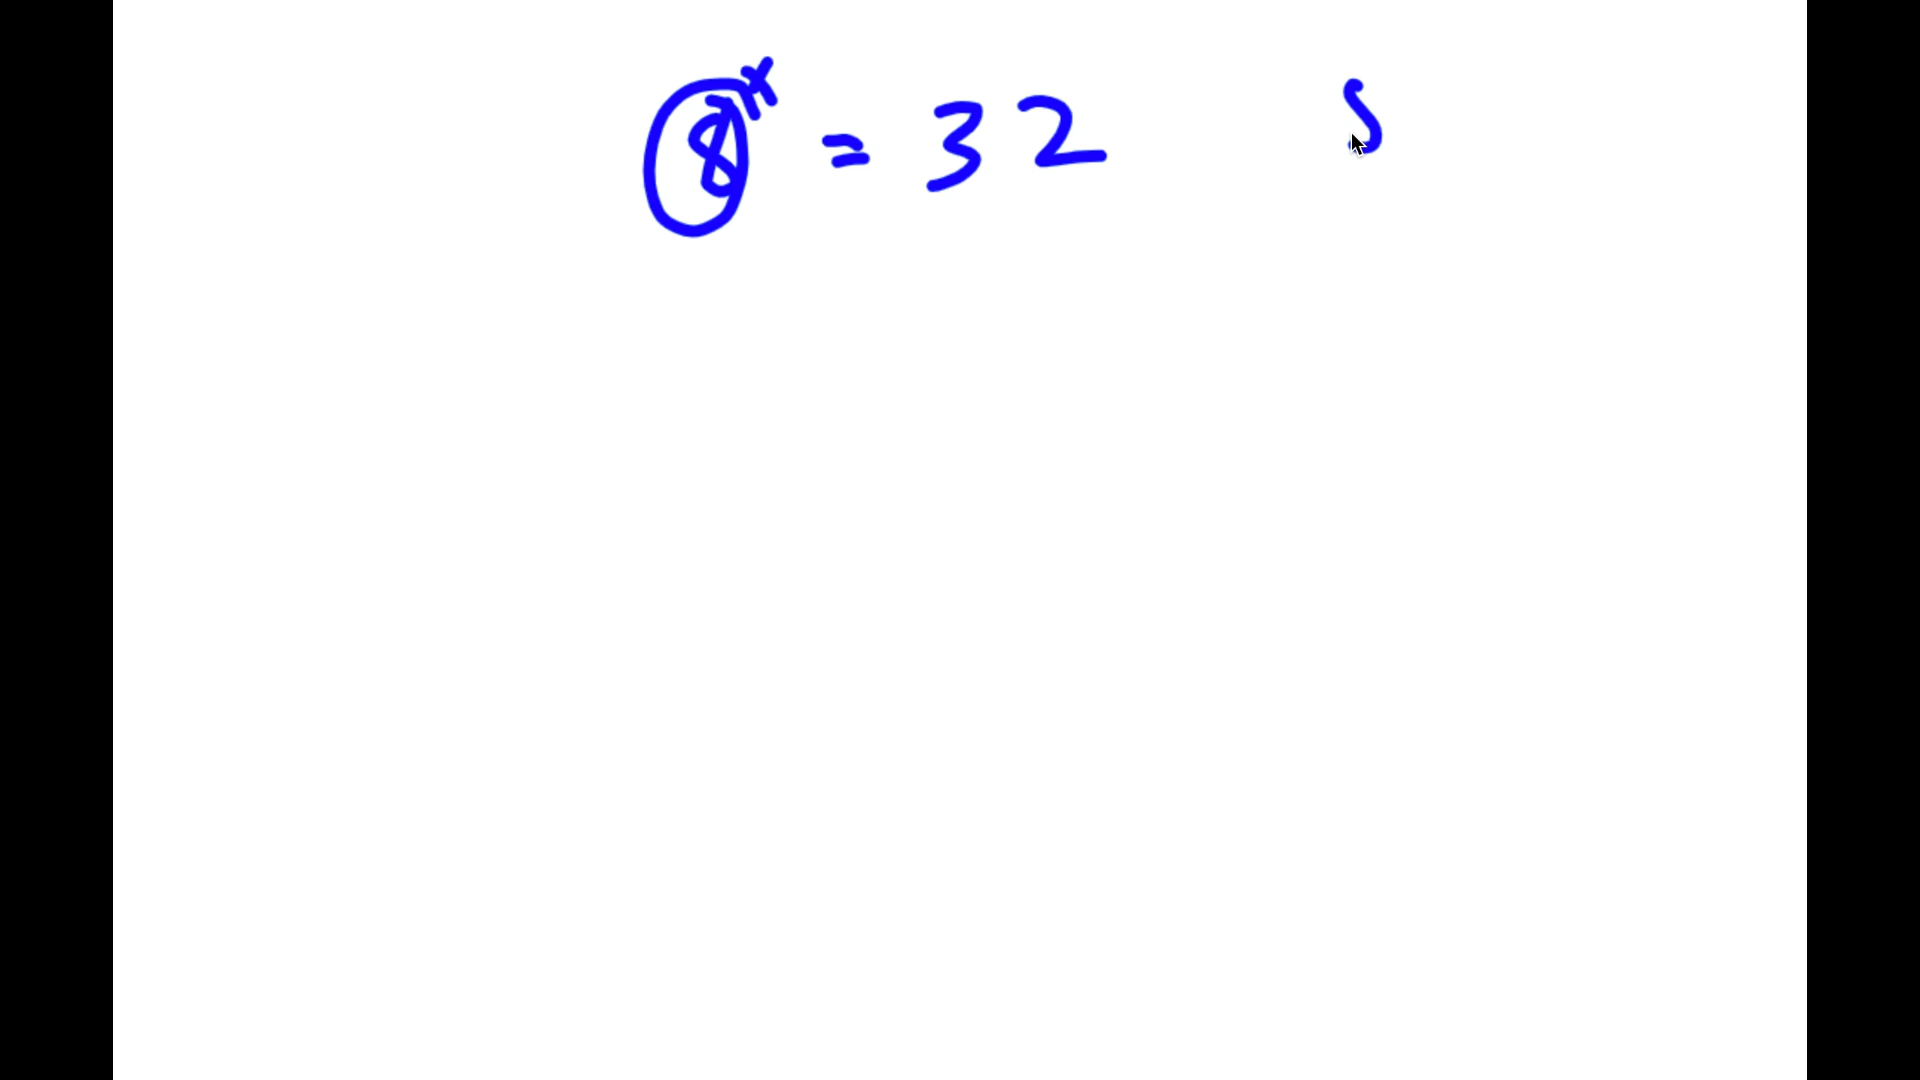 8ˣ = 32